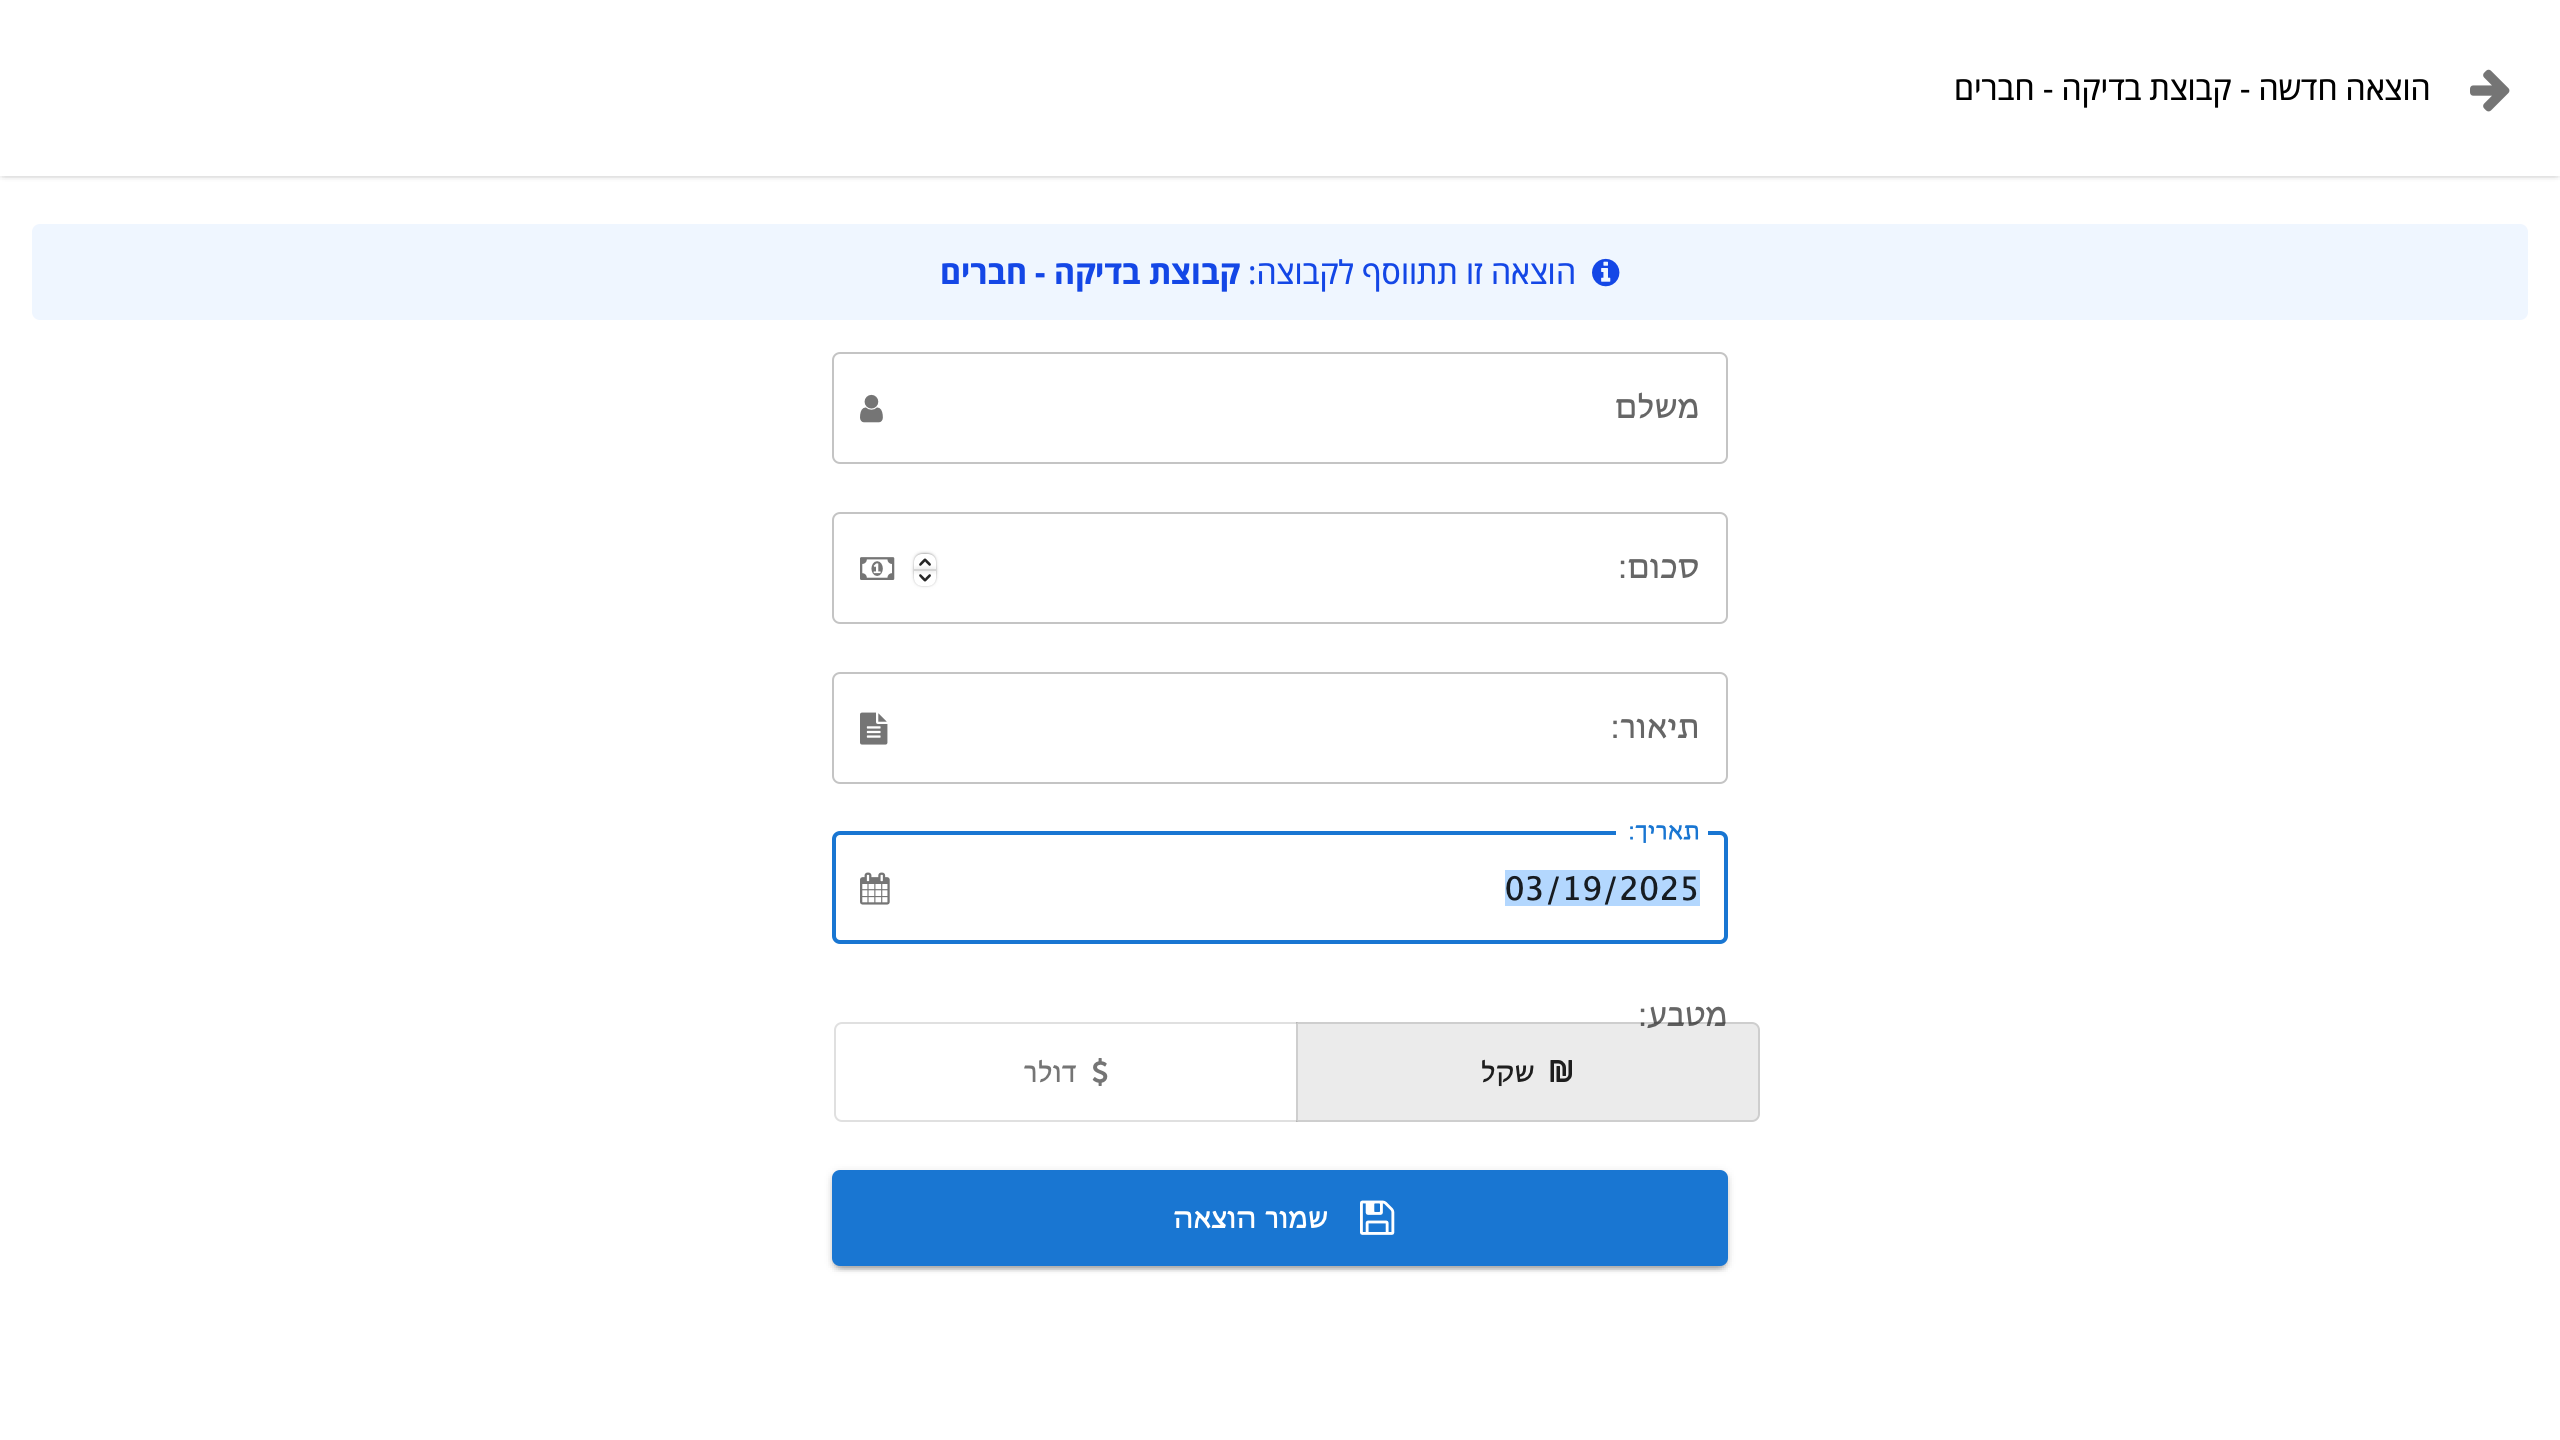 הוצאה חדשה - קבוצת בדיקה - חברים
הוצאה זו תתווסף לקבוצה: קבוצת בדיקה - חברים
משלם
סכום:
תיאור:
תאריך:
03/19/2025
מטבע:
₪ שקל
$ דולר
שמור הוצאה